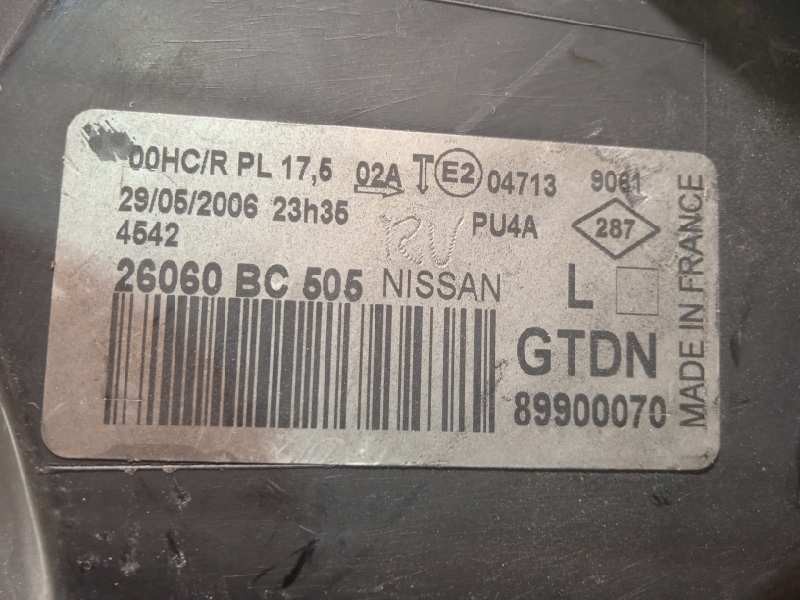 00HC/R PL 17,5 02A E2 04713 9061
29/05/2006 23h35 RV PU4A 287
4542
26060 BC 505 NISSAN L
GTDN
89900070
MADE IN FRANCE